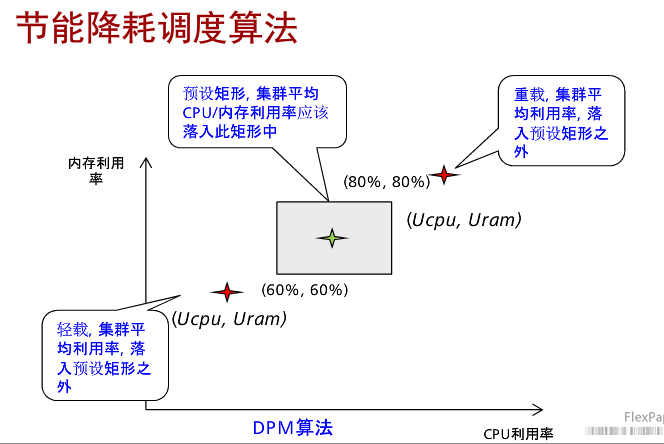 节能降耗调度算法
预设矩形, 集群平均
CPU/内存利用率应该
落入此矩形中
重载, 集群平
均利用率, 落
入预设矩形之
外
内存利用
率
(80%, 80%)
(Ucpu, Uram)
(60%, 60%)
(Ucpu, Uram)
轻载, 集群平
均利用率, 落
入预设矩形之
外
DPM算法
CPU利用率
FlexPap